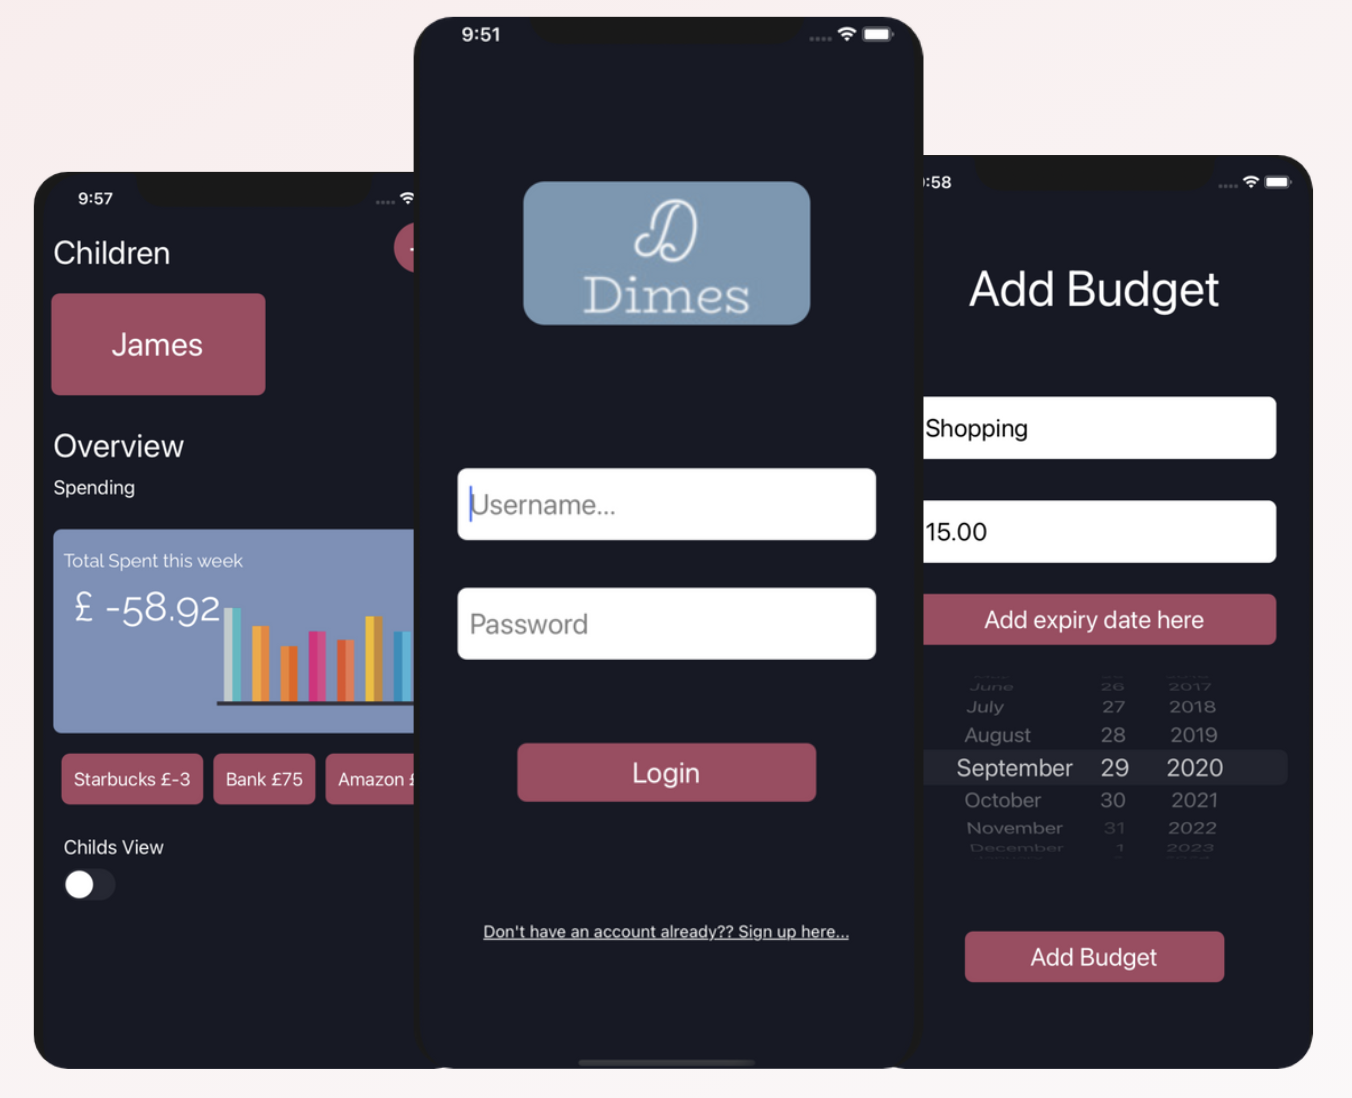 9:57
Children
James
Overview
Spending
Total Spent this week
£ -58.92
Starbucks £-3
Bank £75
Amazon £
Childs View
9:51
D
Dimes
Username...
Password
Login
Don't have an account already?? Sign up here...
:58
Add Budget
Shopping
15.00
Add expiry date here
June 26 2017
July 27 2018
August 28 2019
September 29 2020
October 30 2021
November 31 2022
December 1 2023
Add Budget